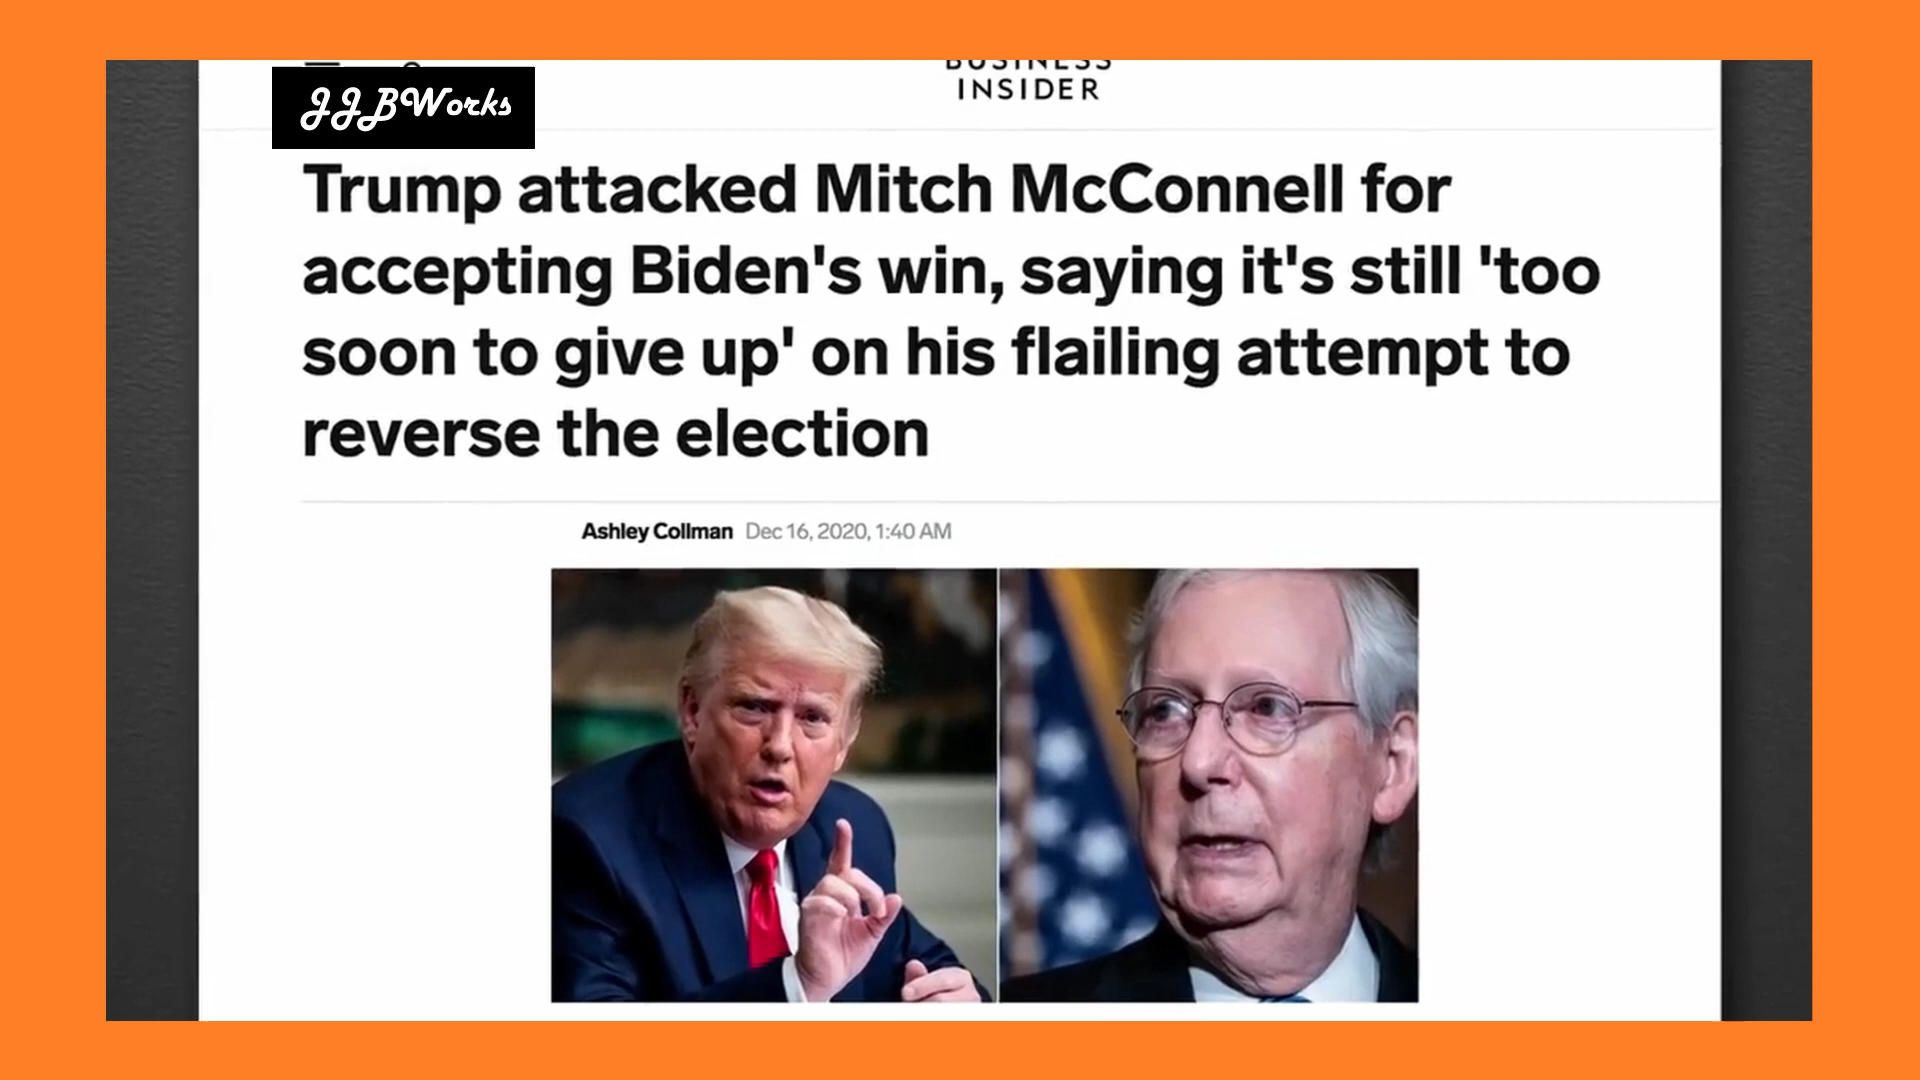 BUSINESS
INSIDER
JJBWorks
Trump attacked Mitch McConnell for
accepting Biden's win, saying it's still 'too
soon to give up' on his flailing attempt to
reverse the election
Ashley Collman Dec 16, 2020, 1:40 AM